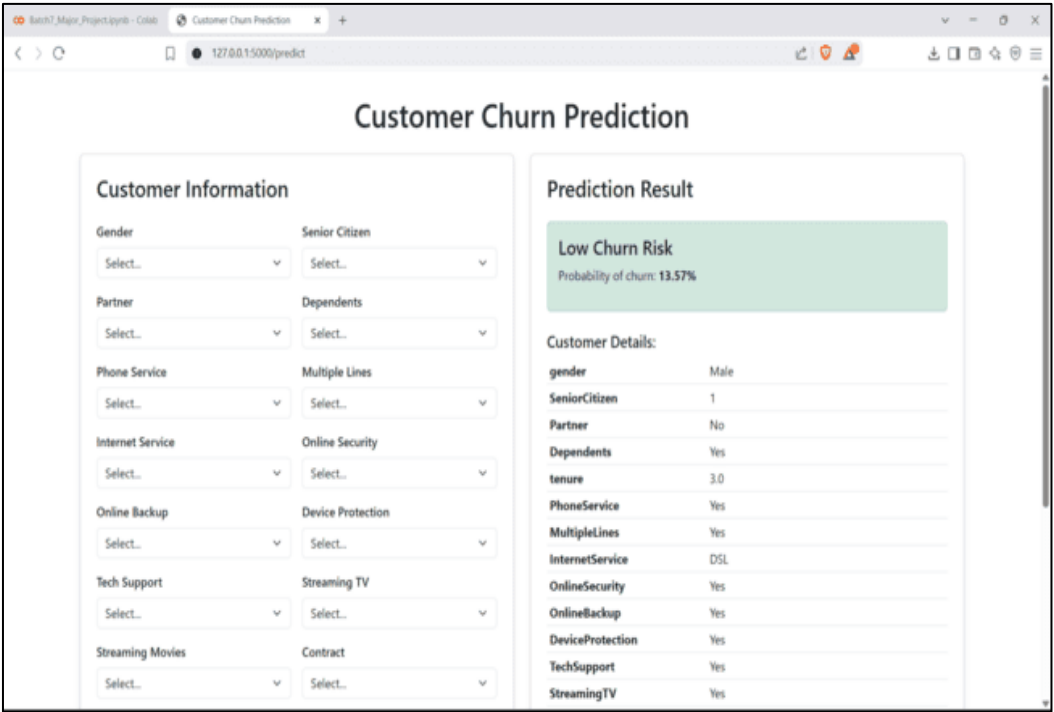 Batch7_Major_Project.ipynb - Colab
Customer Churn Prediction
127.0.0.1:5000/predict
Customer Churn Prediction
Customer Information
Gender Senior Citizen
Select... Select...
Partner Dependents
Select... Select...
Phone Service Multiple Lines
Select... Select...
Internet Service Online Security
Select... Select...
Online Backup Device Protection
Select... Select...
Tech Support Streaming TV
Select... Select...
Streaming Movies Contract
Select... Select...
Prediction Result
Low Churn Risk
Probability of churn: 13.57%
Customer Details:
gender Male
SeniorCitizen 1
Partner No
Dependents Yes
tenure 3.0
PhoneService Yes
MultipleLines Yes
InternetService DSL
OnlineSecurity Yes
OnlineBackup Yes
DeviceProtection Yes
TechSupport Yes
StreamingTV Yes